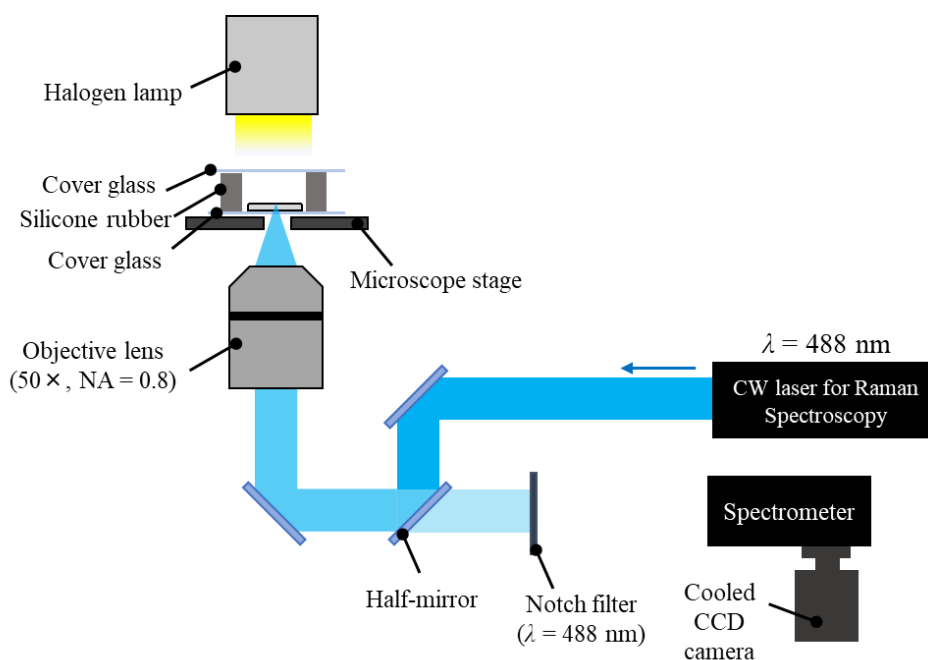 Halogen lamp
Cover glass
Silicone rubber
Cover glass
Microscope stage
Objective lens
(50×, NA = 0.8)
λ = 488 nm
CW laser for Raman
Spectroscopy
Half-mirror
Notch filter
(λ = 488 nm)
Spectrometer
Cooled
CCD
camera